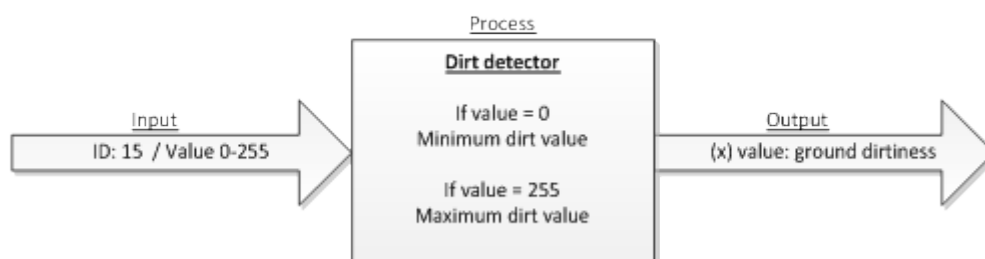 Process
Dirt detector
If value = 0
Minimum dirt value
If value = 255
Maximum dirt value
Input
ID: 15 / Value 0-255
Output
(x) value: ground dirtiness